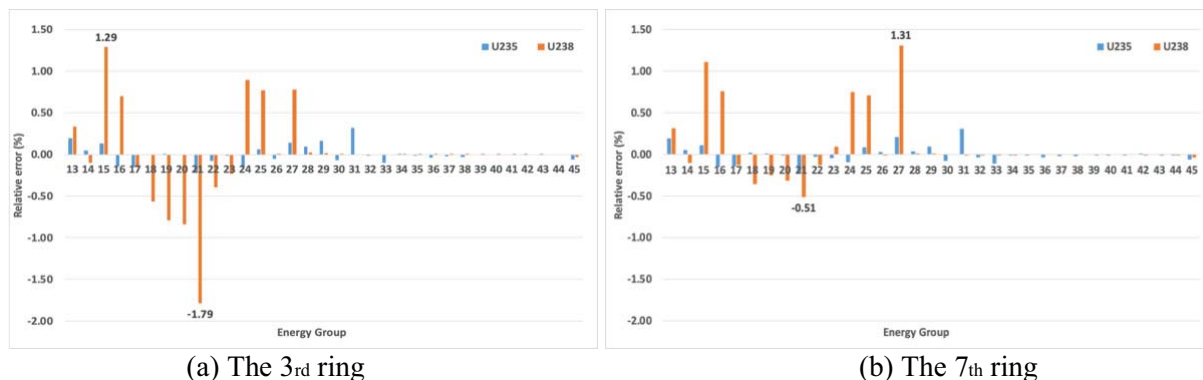 1.50
1.29
U235 U238
1.00
0.50
0.00
13 14 15 16 17 18 19 20 21 22 23 24 25 26 27 28 29 30 31 32 33 34 35 36 37 38 39 40 41 42 43 44 45
-0.50
-1.00
-1.50
-1.79
-2.00
Relative error (%)
Energy Group
(a) The 3rd ring
1.50
1.31
U235 U238
1.00
0.50
0.00
13 14 15 16 17 18 19 20 21 22 23 24 25 26 27 28 29 30 31 32 33 34 35 36 37 38 39 40 41 42 43 44 45
-0.50
-0.51
-1.00
-1.50
-2.00
Relative error (%)
Energy Group
(b) The 7th ring